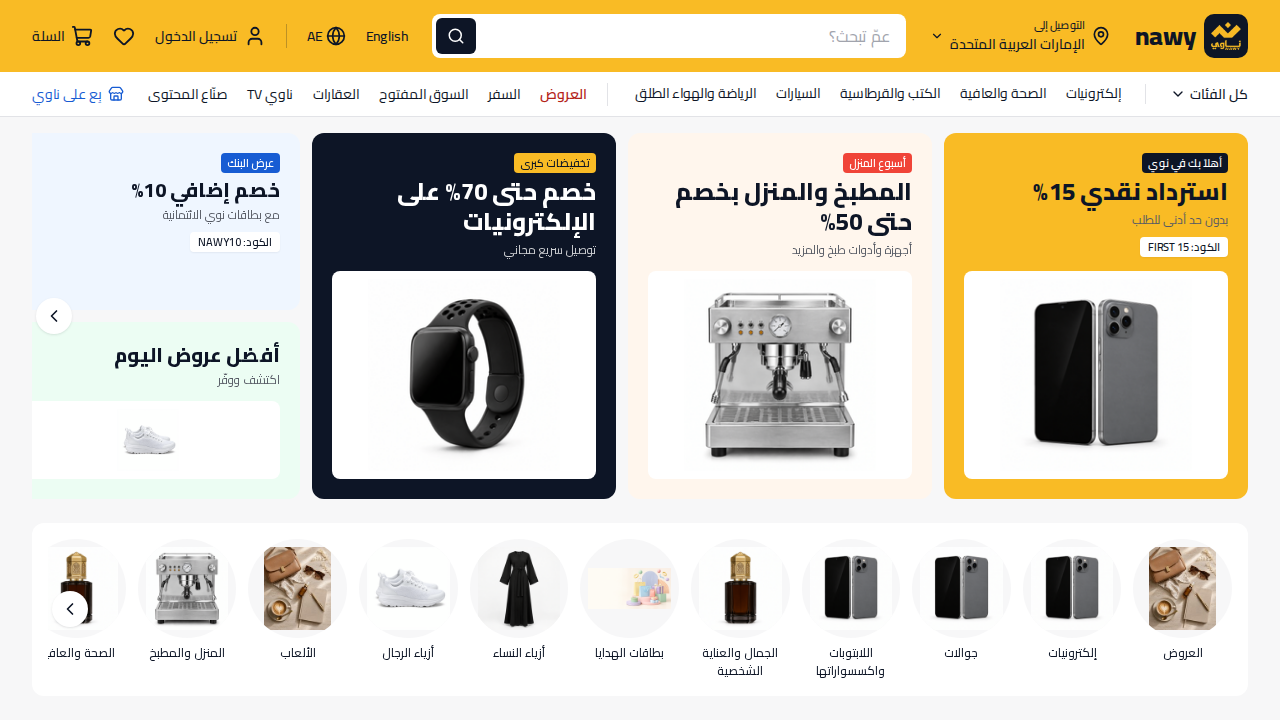 ناوي
NAWY
nawy
التوصيل إلى
الإمارات العربية المتحدة
عمّ تبحث؟
English
AE
تسجيل الدخول
السلة
كل الفئات
إلكترونيات
الصحة والعافية
الكتب والقرطاسية
السيارات
الرياضة والهواء الطلق
العروض
السفر
السوق المفتوح
العقارات
ناوي TV
صنّاع المحتوى
بع على ناوي
أهلاً بك في نوي
استرداد نقدي 15%
بدون حد أدنى للطلب
الكود: FIRST 15
أسبوع المنزل
المطبخ والمنزل بخصم
حتى 50%
أجهزة وأدوات طبخ والمزيد
تخفيضات كبرى
خصم حتى 70% على
الإلكترونيات
توصيل سريع مجاني
عرض البنك
خصم إضافي 10%
مع بطاقات نوي الائتمانية
الكود: NAWY10
أفضل عروض اليوم
اكتشف ووفّر
العروض
إلكترونيات
جوالات
اللابتوبات
واكسسواراتها
الجمال والعناية
الشخصية
بطاقات الهدايا
أزياء النساء
أزياء الرجال
الألعاب
المنزل والمطبخ
الصحة والعاف